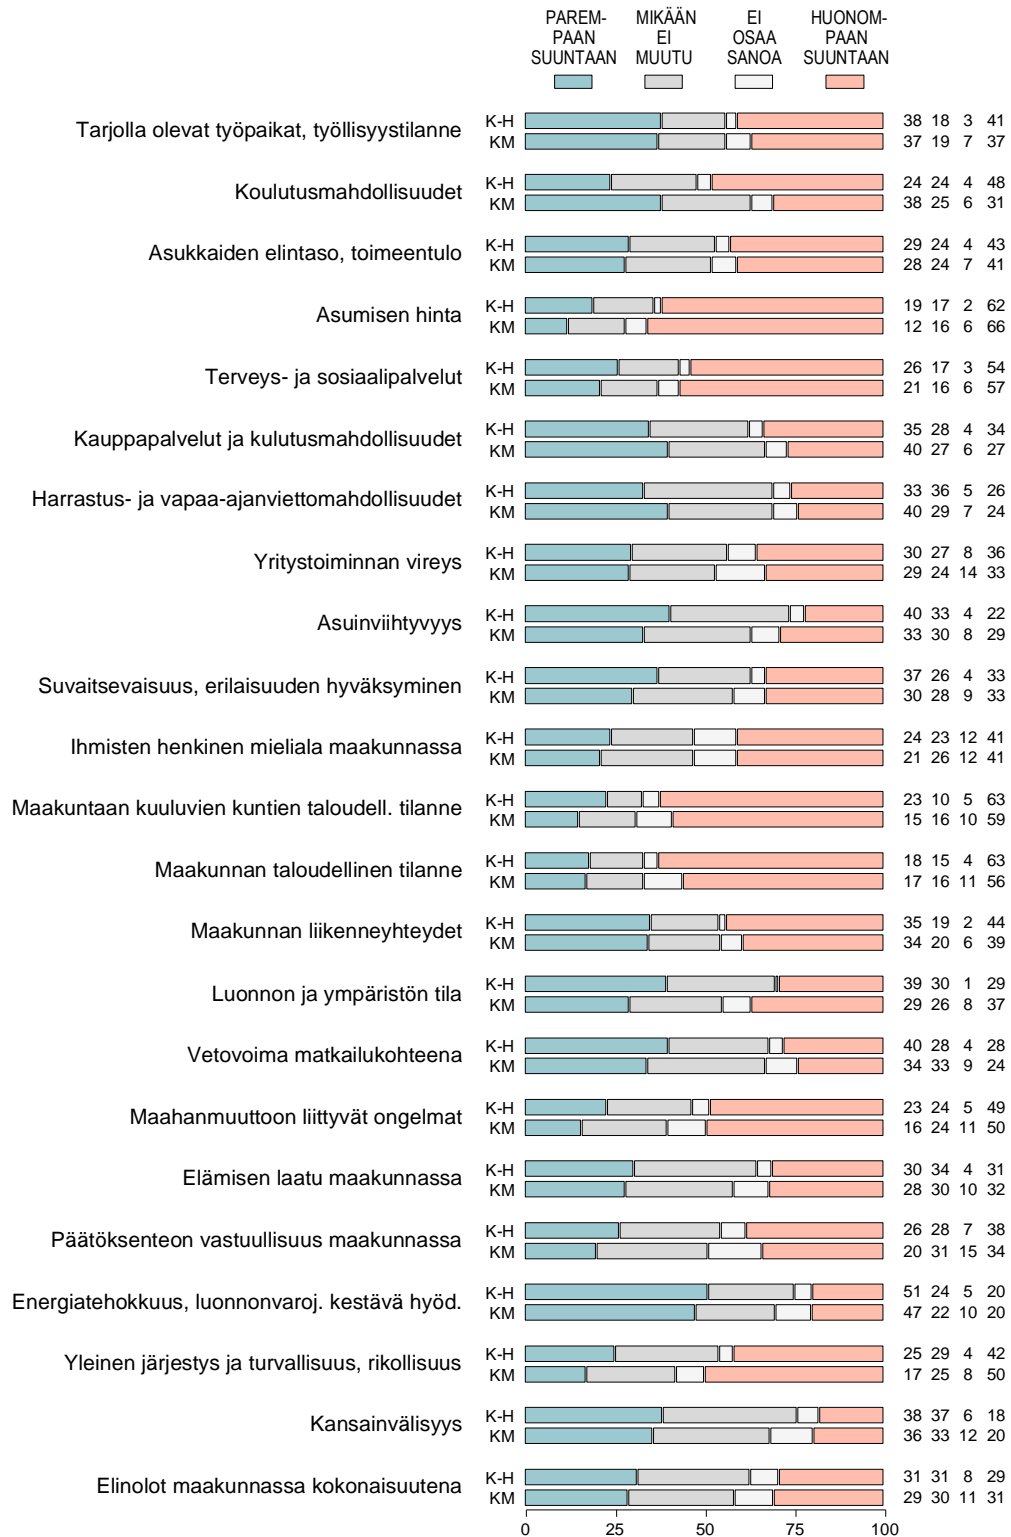 PAREM-
PAAN
SUUNTAAN
MIKÄÄN
EI
MUUTU
EI
OSAA
SANOA
HUONOM-
PAAN
SUUNTAAN
Tarjolla olevat työpaikat, työllisyystilanne
K-H 38 18 3 41
KM 37 19 7 37
Koulutusmahdollisuudet
K-H 24 24 4 48
KM 38 25 6 31
Asukkaiden elintaso, toimeentulo
K-H 29 24 4 43
KM 28 24 7 41
Asumisen hinta
K-H 19 17 2 62
KM 12 16 6 66
Terveys- ja sosiaalipalvelut
K-H 26 17 3 54
KM 21 16 6 57
Kauppapalvelut ja kulutusmahdollisuudet
K-H 35 28 4 34
KM 40 27 6 27
Harrastus- ja vapaa-ajanviettomahdollisuudet
K-H 33 36 5 26
KM 40 29 7 24
Yritystoiminnan vireys
K-H 30 27 8 36
KM 29 24 14 33
Asuinviihtyvyys
K-H 40 33 4 22
KM 33 30 8 29
Suvaitsevaisuus, erilaisuuden hyväksyminen
K-H 37 26 4 33
KM 30 28 9 33
Ihmisten henkinen mieliala maakunnassa
K-H 24 23 12 41
KM 21 26 12 41
Maakuntaan kuuluvien kuntien taloudell. tilanne
K-H 23 10 5 63
KM 15 16 10 59
Maakunnan taloudellinen tilanne
K-H 18 15 4 63
KM 17 16 11 56
Maakunnan liikenneyhteydet
K-H 35 19 2 44
KM 34 20 6 39
Luonnon ja ympäristön tila
K-H 39 30 1 29
KM 29 26 8 37
Vetovoima matkailukohteena
K-H 40 28 4 28
KM 34 33 9 24
Maahanmuuttoon liittyvät ongelmat
K-H 23 24 5 49
KM 16 24 11 50
Elämisen laatu maakunnassa
K-H 30 34 4 31
KM 28 30 10 32
Päätöksenteon vastuullisuus maakunnassa
K-H 26 28 7 38
KM 20 31 15 34
Energiatehokkuus, luonnonvaroj. kestävä hyöd.
K-H 51 24 5 20
KM 47 22 10 20
Yleinen järjestys ja turvallisuus, rikollisuus
K-H 25 29 4 42
KM 17 25 8 50
Kansainvälisyys
K-H 38 37 6 18
KM 36 33 12 20
Elinolot maakunnassa kokonaisuutena
K-H 31 31 8 29
KM 29 30 11 31
0 25 50 75 100